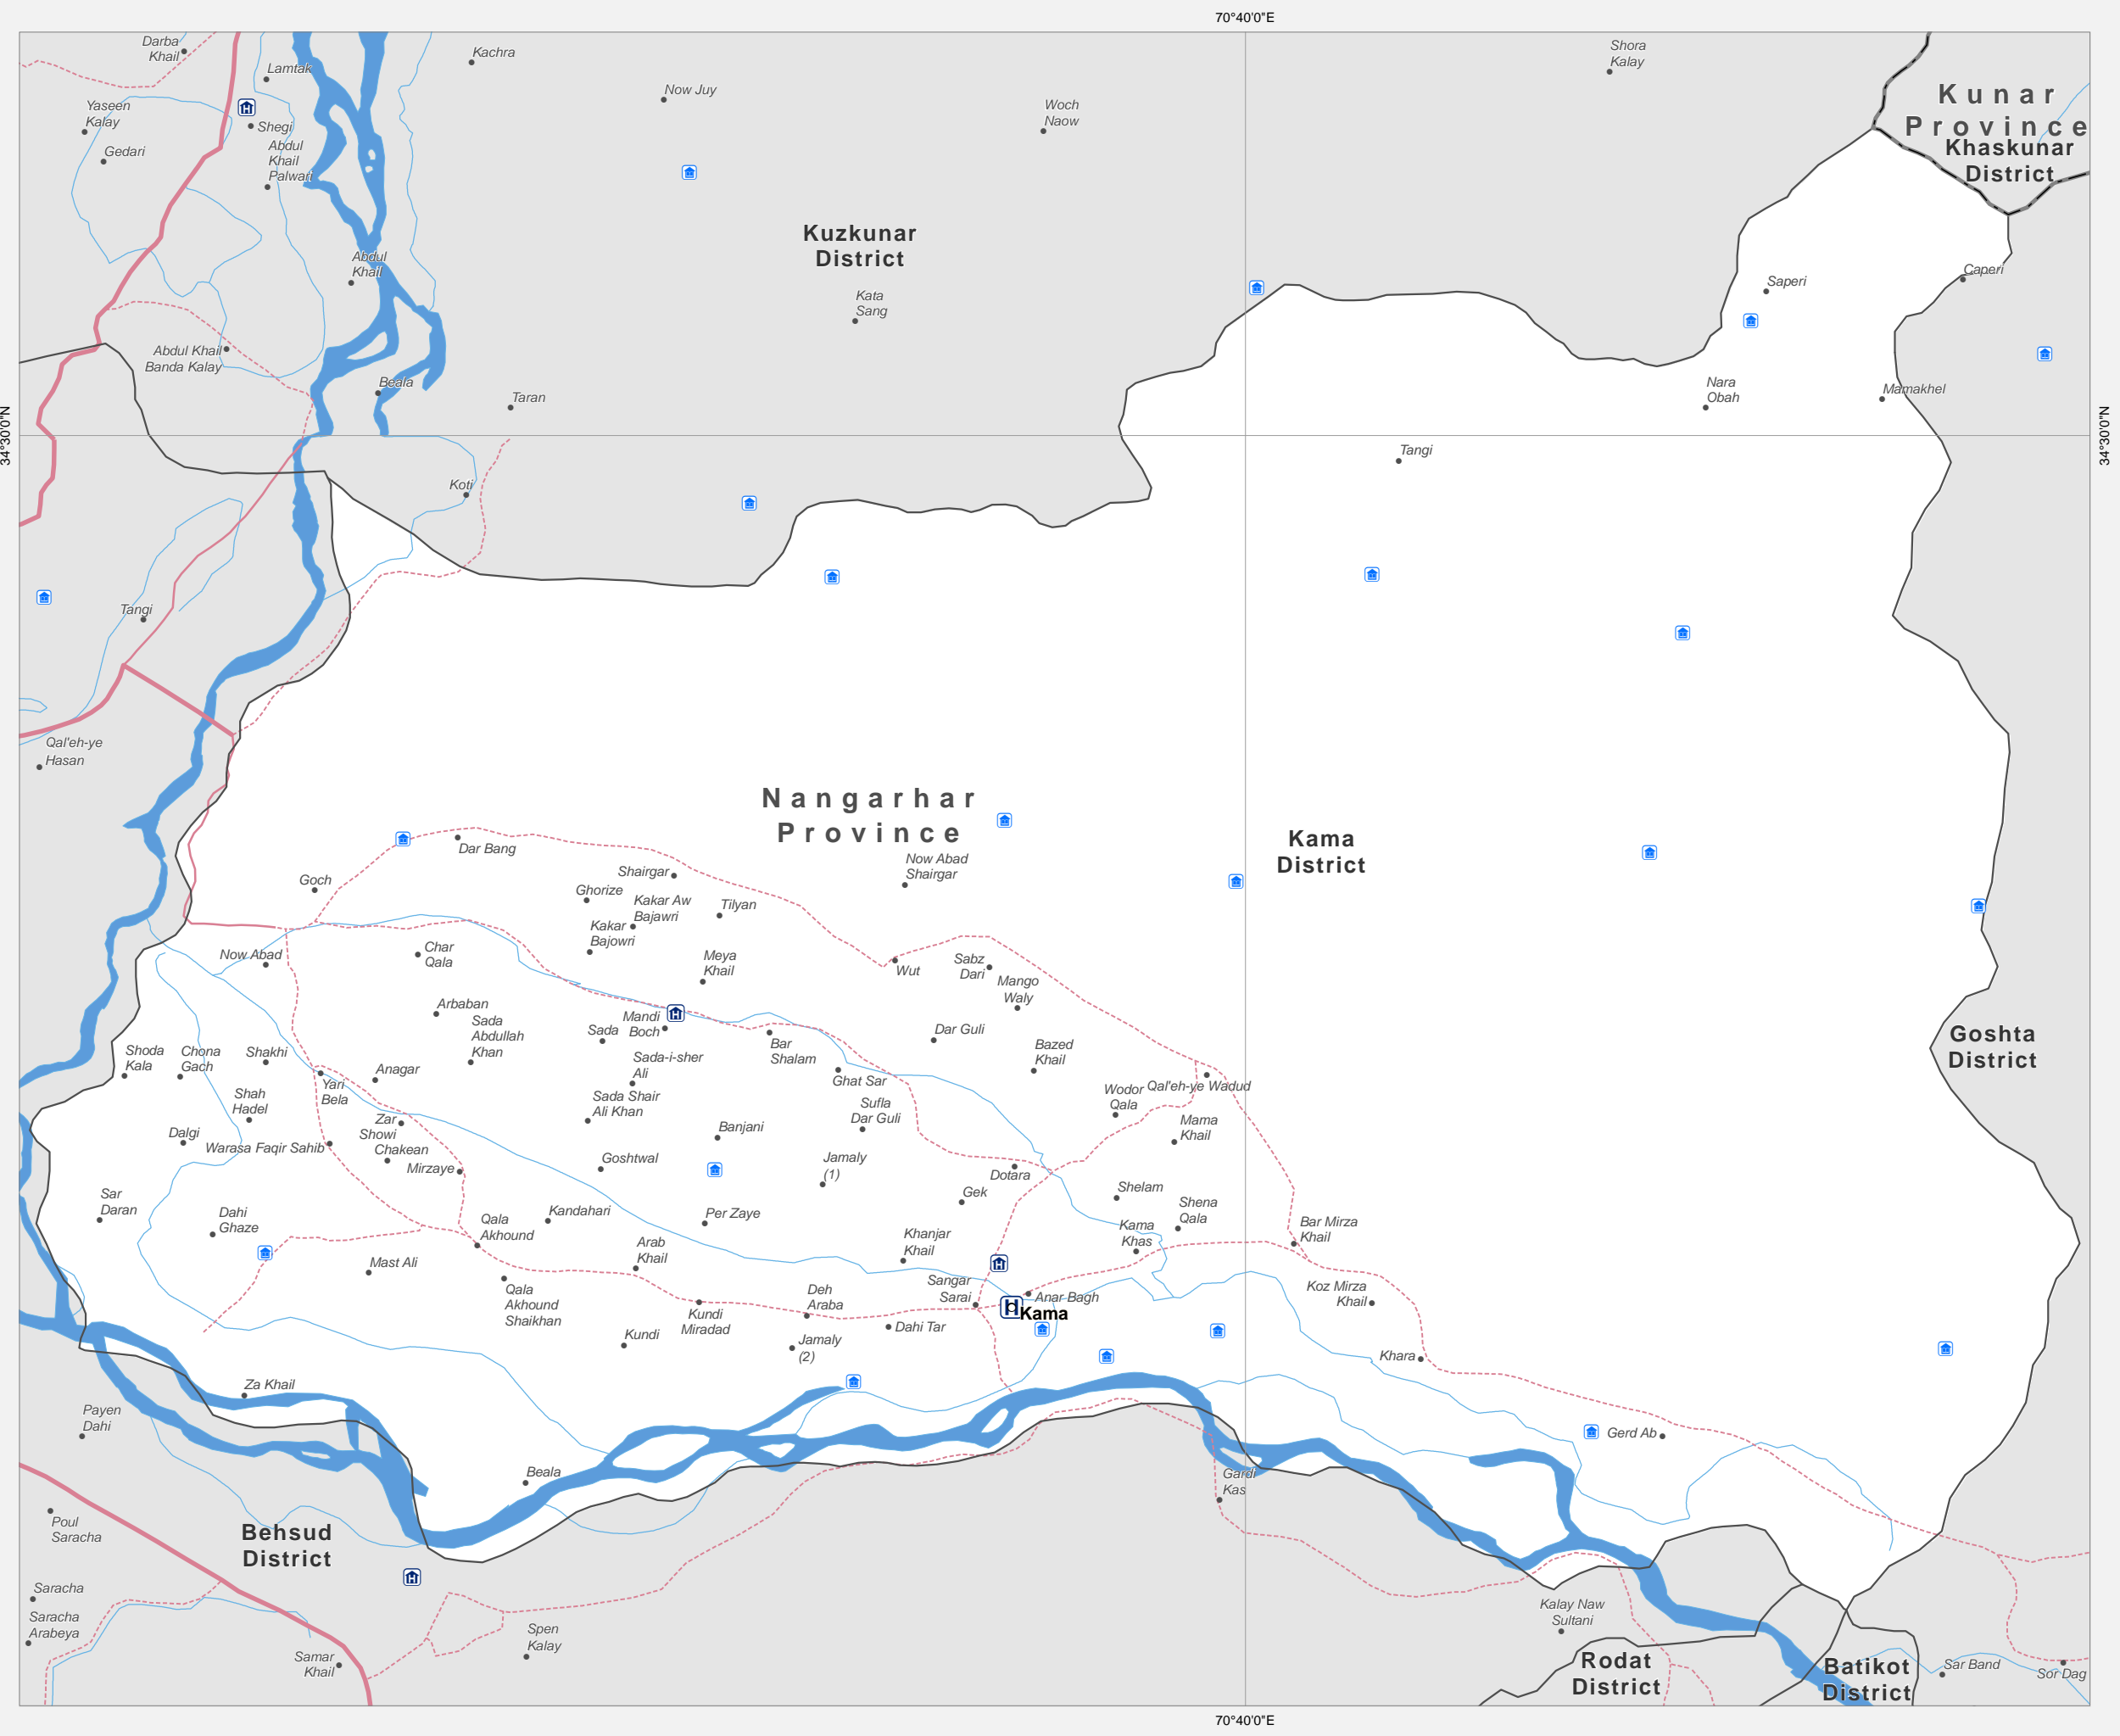 70°40'0"E
Darba
Khail
Lamtak
Kachra
Shora
Kalay
Now Juy
Yaseen
Kalay
Woch
Naow
Kunar
Province
Khaskunar
District
Shegi
Gedari
Abdul
Khail
Palwari
Kuzkunar
District
Abdul
Khail
Saperi
Caperi
Kata
Sang
Abdul Khail
Banda Kalay
Beala
Taran
Nara
Obah
Mamakhel
34°30'0"N
34°30'0"N
Tangi
Koti
Tangi
Qal'eh-ye
Hasan
Nangarhar
Province
Kama
District
Dar Bang
Now Abad
Shairgar
Shairgar
Goch
Ghorize
Kakar Aw
Bajawri
Tilyan
Kakar
Bajowri
Char
Qala
Now Abad
Meya
Khail
Wut
Sabz
Dari
Mango
Waly
Arbaban
Sada
Abdullah
Khan
Mandi
Boch
Sada
Bar
Shalam
Dar Guli
Bazed
Khail
Goshta
District
Shoda
Kala
Chona
Gach
Shakhi
Sada-i-sher
Ali
Anagar
Yari
Bela
Ghat Sar
Qal'eh-ye Wadud
Wodor
Qala
Shah
Hadel
Sada Shair
Ali Khan
Sufla
Dar Guli
Zar
Showi
Mama
Khail
Dalgi
Warasa Faqir Sahib
Chakean
Banjani
Mirzaye
Goshtwal
Jamaly
(1)
Dotara
Gek
Shelam
Sar
Daran
Dahi
Ghaze
Qala
Akhound
Kandahari
Per Zaye
Shena
Qala
Kama
Khas
Bar Mirza
Khail
Khanjar
Khail
Arab
Khail
Mast Ali
Sangar
Sarai
Koz Mirza
Khail
Qala
Akhound
Shaikhan
Deh
Araba
Anar Bagh
Kama
Kundi
Miradad
Dahi Tar
Kundi
Jamaly
(2)
Khara
Za Khail
Payen
Dahi
Gerd Ab
Beala
Gardi
Kas
Poul
Saracha
Behsud
District
Saracha
Saracha
Arabeya
Kalay Naw
Sultani
Spen
Kalay
Samar
Khail
Rodat
District
Batikot
District
Sar Band
Sor Dag
70°40'0"E